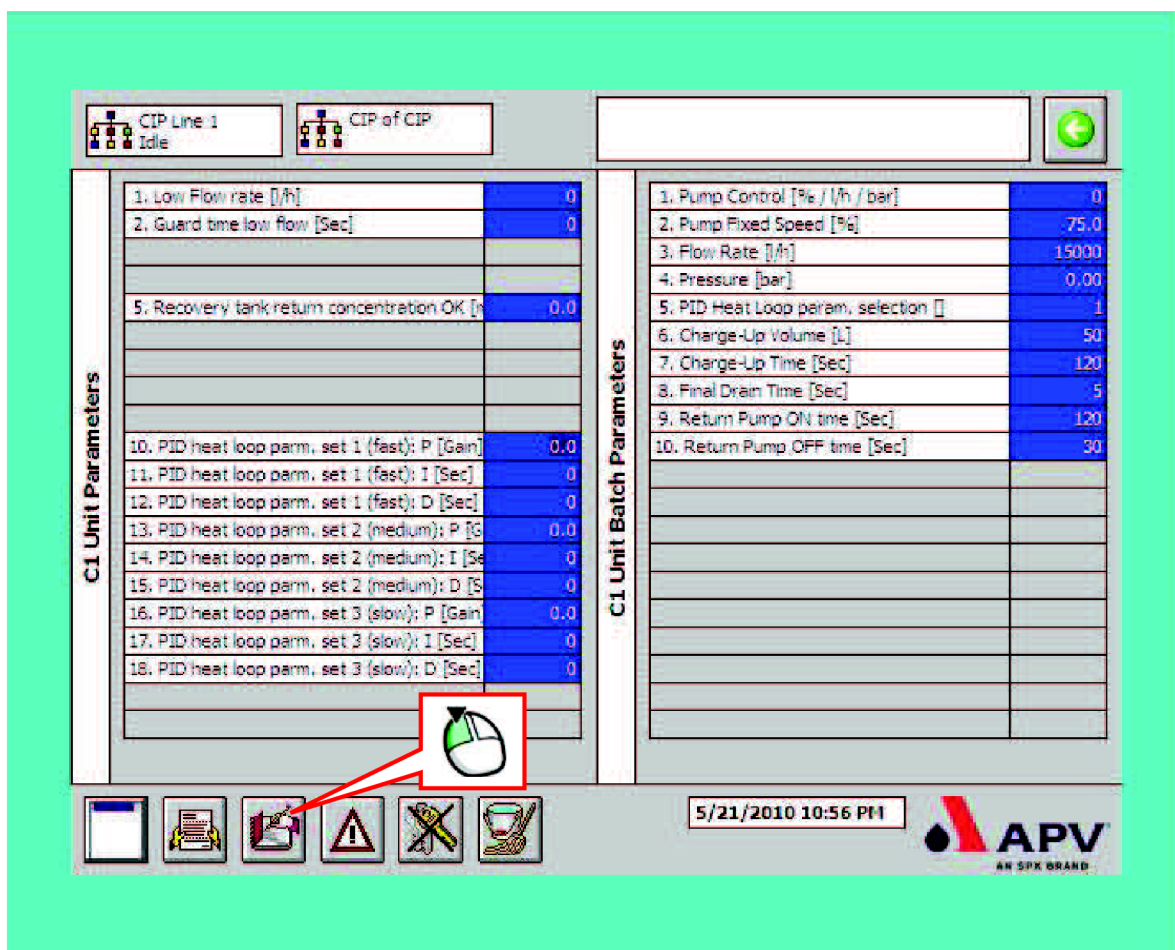 CIP Line 1
Idle
CIP of CIP
C1 Unit Parameters
1. Low Flow rate [l/h] 0
2. Guard time low flow [Sec] 0
5. Recovery tank return concentration OK [m 0.0
10. PID heat loop parm. set 1 (fast): P [Gain] 0.0
11. PID heat loop parm. set 1 (fast): I [Sec] 0
12. PID heat loop parm. set 1 (fast): D [Sec] 0
13. PID heat loop parm. set 2 (medium): P [G 0.0
14. PID heat loop parm. set 2 (medium): I [Se 0
15. PID heat loop parm. set 2 (medium): D [S 0
16. PID heat loop parm. set 3 (slow): P [Gain] 0.0
17. PID heat loop parm. set 3 (slow): I [Sec] 0
18. PID heat loop parm. set 3 (slow): D [Sec] 0
C1 Unit Batch Parameters
1. Pump Control [% / l/h / bar] 0
2. Pump Fixed Speed [%] 75.0
3. Flow Rate [l/h] 15000
4. Pressure [bar] 0.00
5. PID Heat Loop param. selection [] 1
6. Charge-Up Volume [L] 50
7. Charge-Up Time [Sec] 120
8. Final Drain Time [Sec] 5
9. Return Pump ON time [Sec] 120
10. Return Pump OFF time [Sec] 30
5/21/2010 10:56 PM
APV
AN SPX BRAND